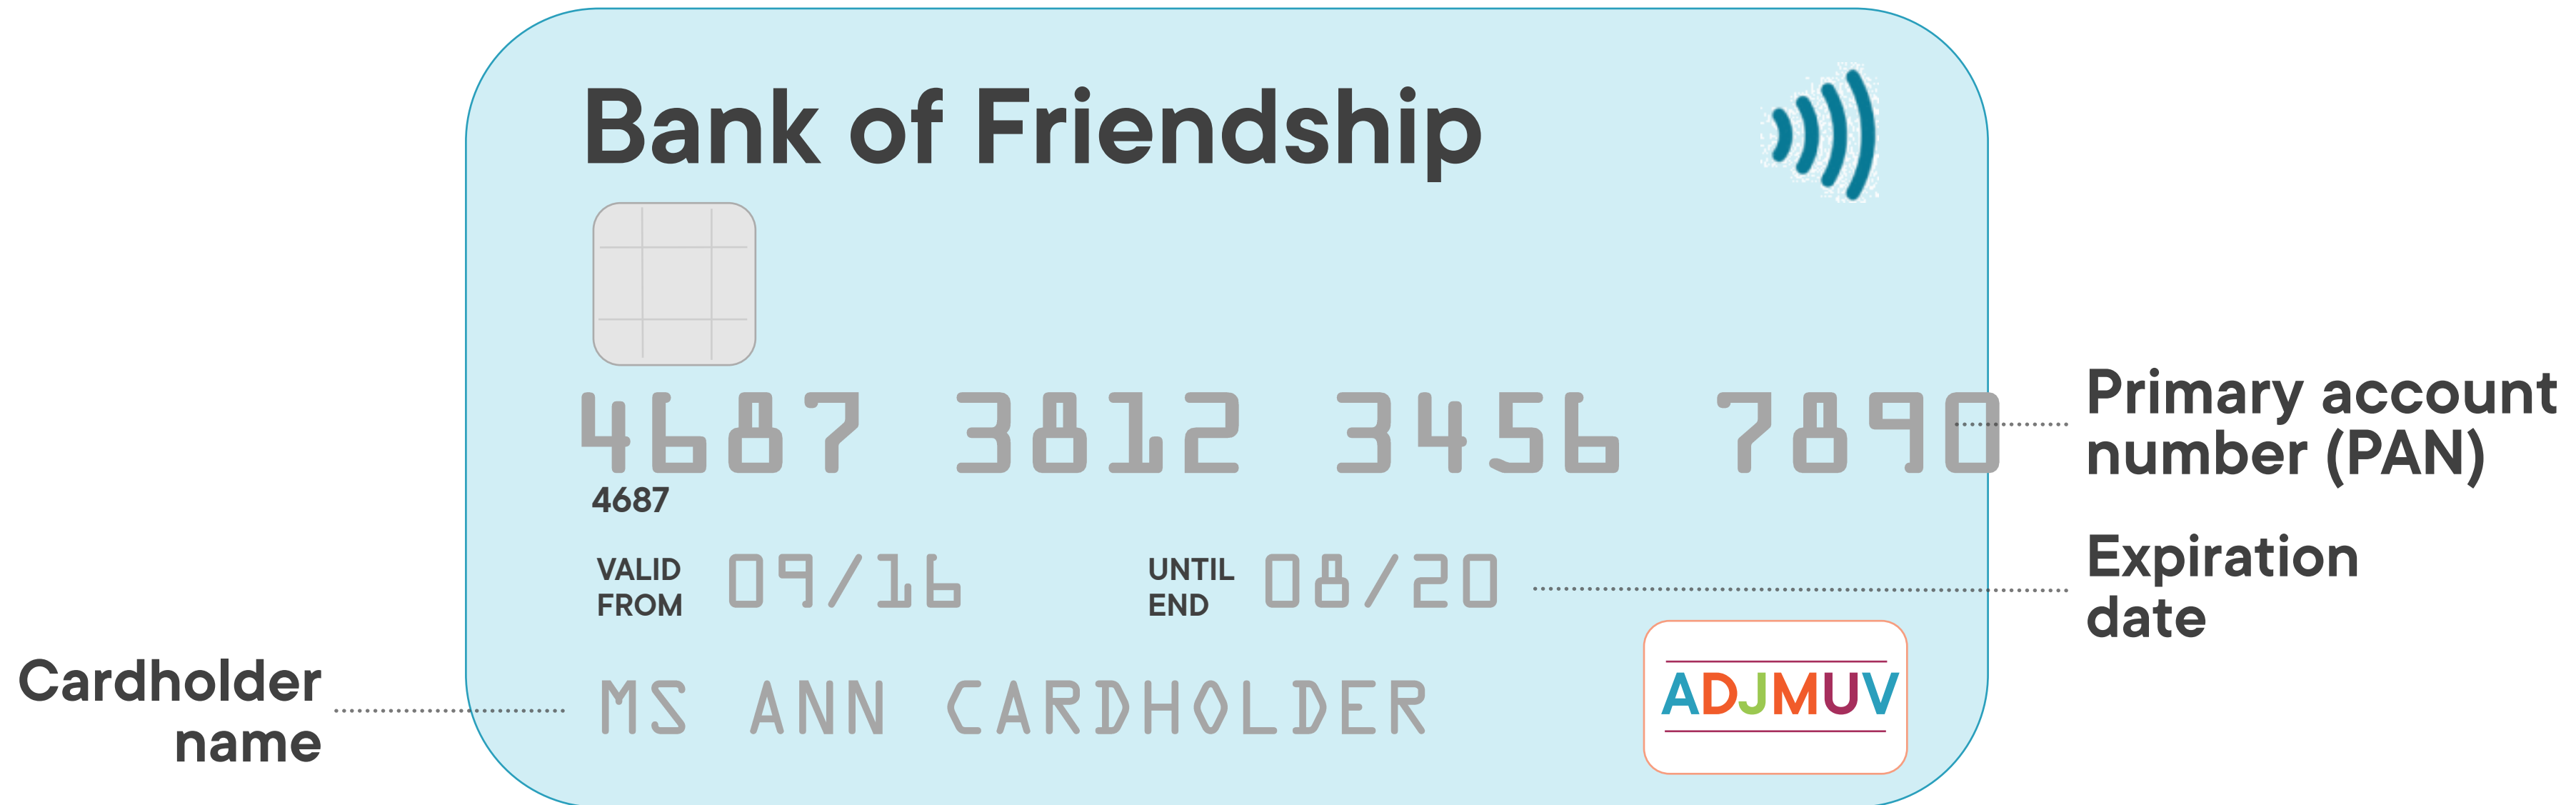 Bank of Friendship
4687 3812 3456 7890
Primary account
number (PAN)
4687
VALID
FROM
09/16
UNTIL
END
08/20
Expiration
date
Cardholder
name
MS ANN CARDHOLDER
ADJMUV